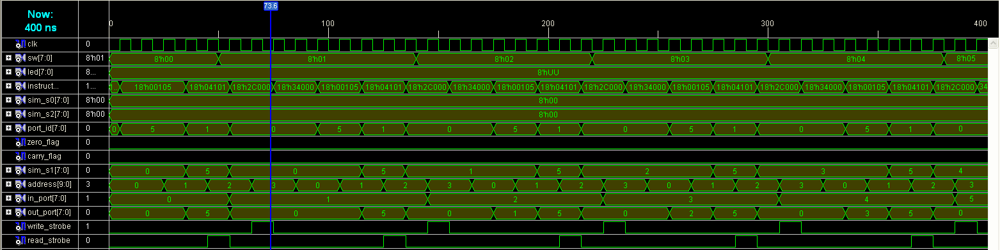 Now:
400 ns
73.6
0 100 200 300 400
clk 0
sw[7:0] 8'h01 8'h00 8'h01 8'h02 8'h03 8'h04 8'h05
led[7:0] 8... 8'hUU
instruct... 1... 18'h00105 18'h04101 18'h2C000 18'h34000 18'h00105 18'h04101 18'h2C000 18'h34000 18'h00105 18'h04101 18'h2C000 18'h34000 18'h00105 18'h04101 18'h2C000 18'h34000 18'h00105 18'h04101 18'h2C000 34
sim_s0[7:0] 8'h00 8'h00
sim_s2[7:0] 8'h00 8'h00
port_id[7:0] 0 0 5 1 0 5 1 0 5 1 0 5 1 0 5 1 0
zero_flag 0
carry_flag 0
sim_s1[7:0] 0 0 5 0 5 1 5 2 5 3 5 4
address[9:0] 3 0 1 2 3 0 1 2 3 0 1 2 3 0 1 2 3 0 1 2 3
in_port[7:0] 1 0 1 2 3 4 5
out_port[7:0] 0 0 5 0 5 0 1 5 0 2 5 0 3 5 0
write_strobe 1
read_strobe 0